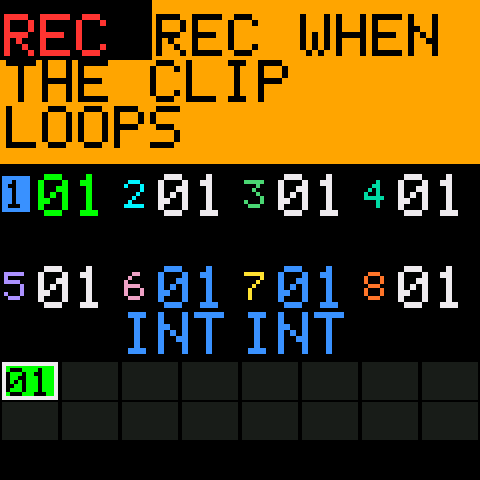 REC REC WHEN
THE CLIP
LOOPS
1 01 2 01 3 01 4 01
5 01 6 01 7 01 8 01
INT INT
01